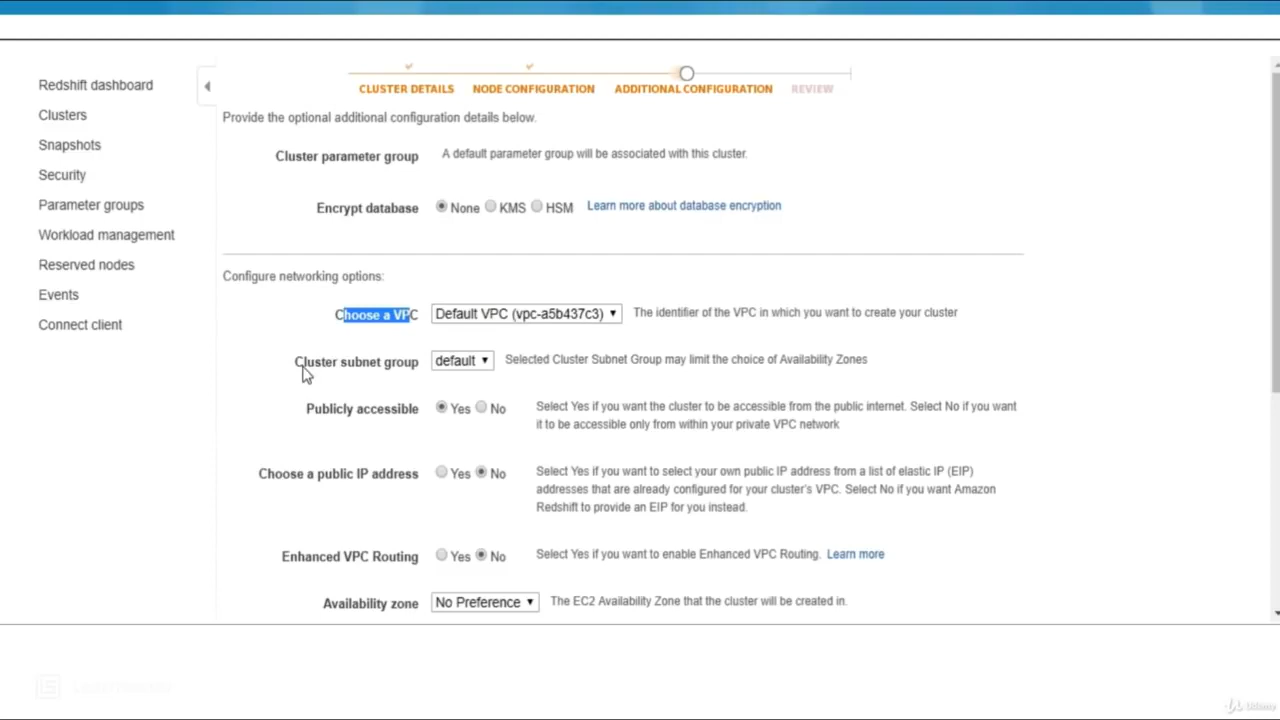 Redshift dashboard
Clusters
Snapshots
Security
Parameter groups
Workload management
Reserved nodes
Events
Connect client
CLUSTER DETAILS NODE CONFIGURATION ADDITIONAL CONFIGURATION REVIEW
Provide the optional additional configuration details below.
Cluster parameter group A default parameter group will be associated with this cluster.
Encrypt database None KMS HSM Learn more about database encryption
Configure networking options:
Choose a VPC Default VPC (vpc-a5b437c3) The identifier of the VPC in which you want to create your cluster
Cluster subnet group default Selected Cluster Subnet Group may limit the choice of Availability Zones
Publicly accessible Yes No Select Yes if you want the cluster to be accessible from the public internet. Select No if you want
it to be accessible only from within your private VPC network
Choose a public IP address Yes No Select Yes if you want to select your own public IP address from a list of elastic IP (EIP)
addresses that are already configured for your cluster's VPC. Select No if you want Amazon
Redshift to provide an EIP for you instead.
Enhanced VPC Routing Yes No Select Yes if you want to enable Enhanced VPC Routing. Learn more
Availability zone No Preference The EC2 Availability Zone that the cluster will be created in.
Udemy